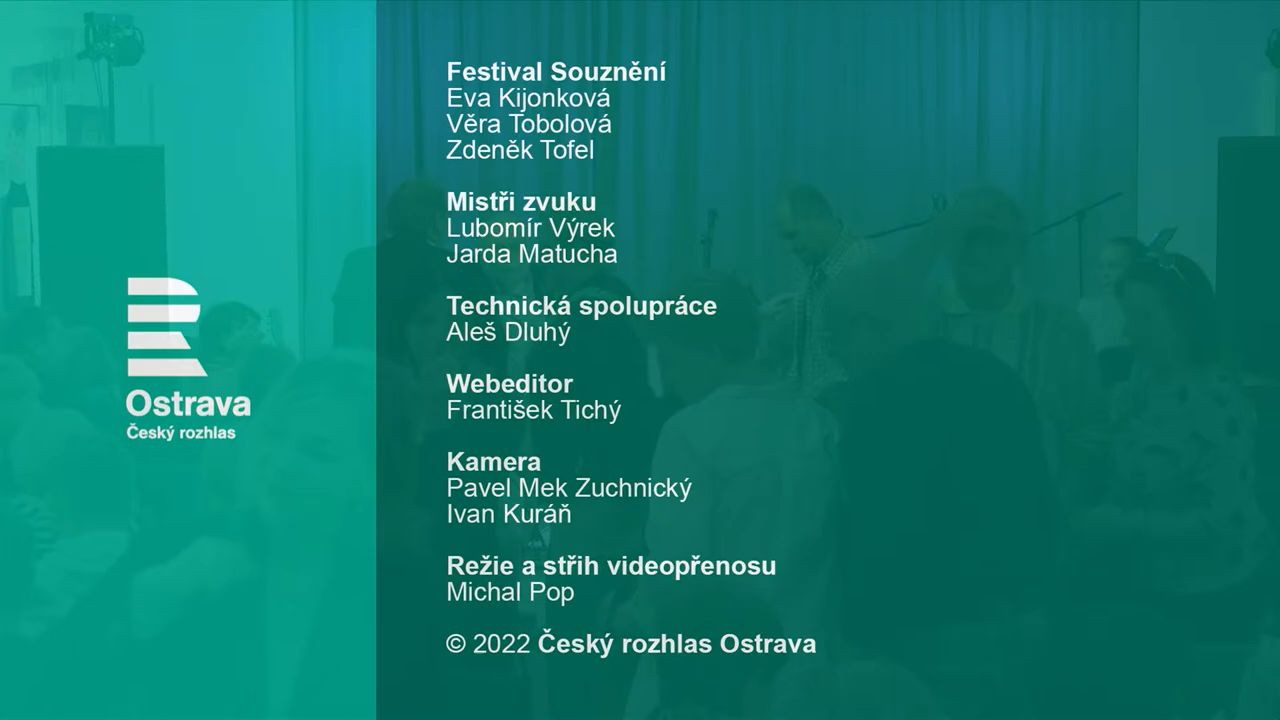 Ostrava
Český rozhlas
Festival Souznění
Eva Kijonková
Věra Tobolová
Zdeněk Tofel
Mistři zvuku
Lubomír Výrek
Jarda Matucha
Technická spolupráce
Aleš Dluhý
Webeditor
František Tichý
Kamera
Pavel Mek Zuchnický
Ivan Kuráň
Režie a střih videopřenosu
Michal Pop
© 2022 Český rozhlas Ostrava